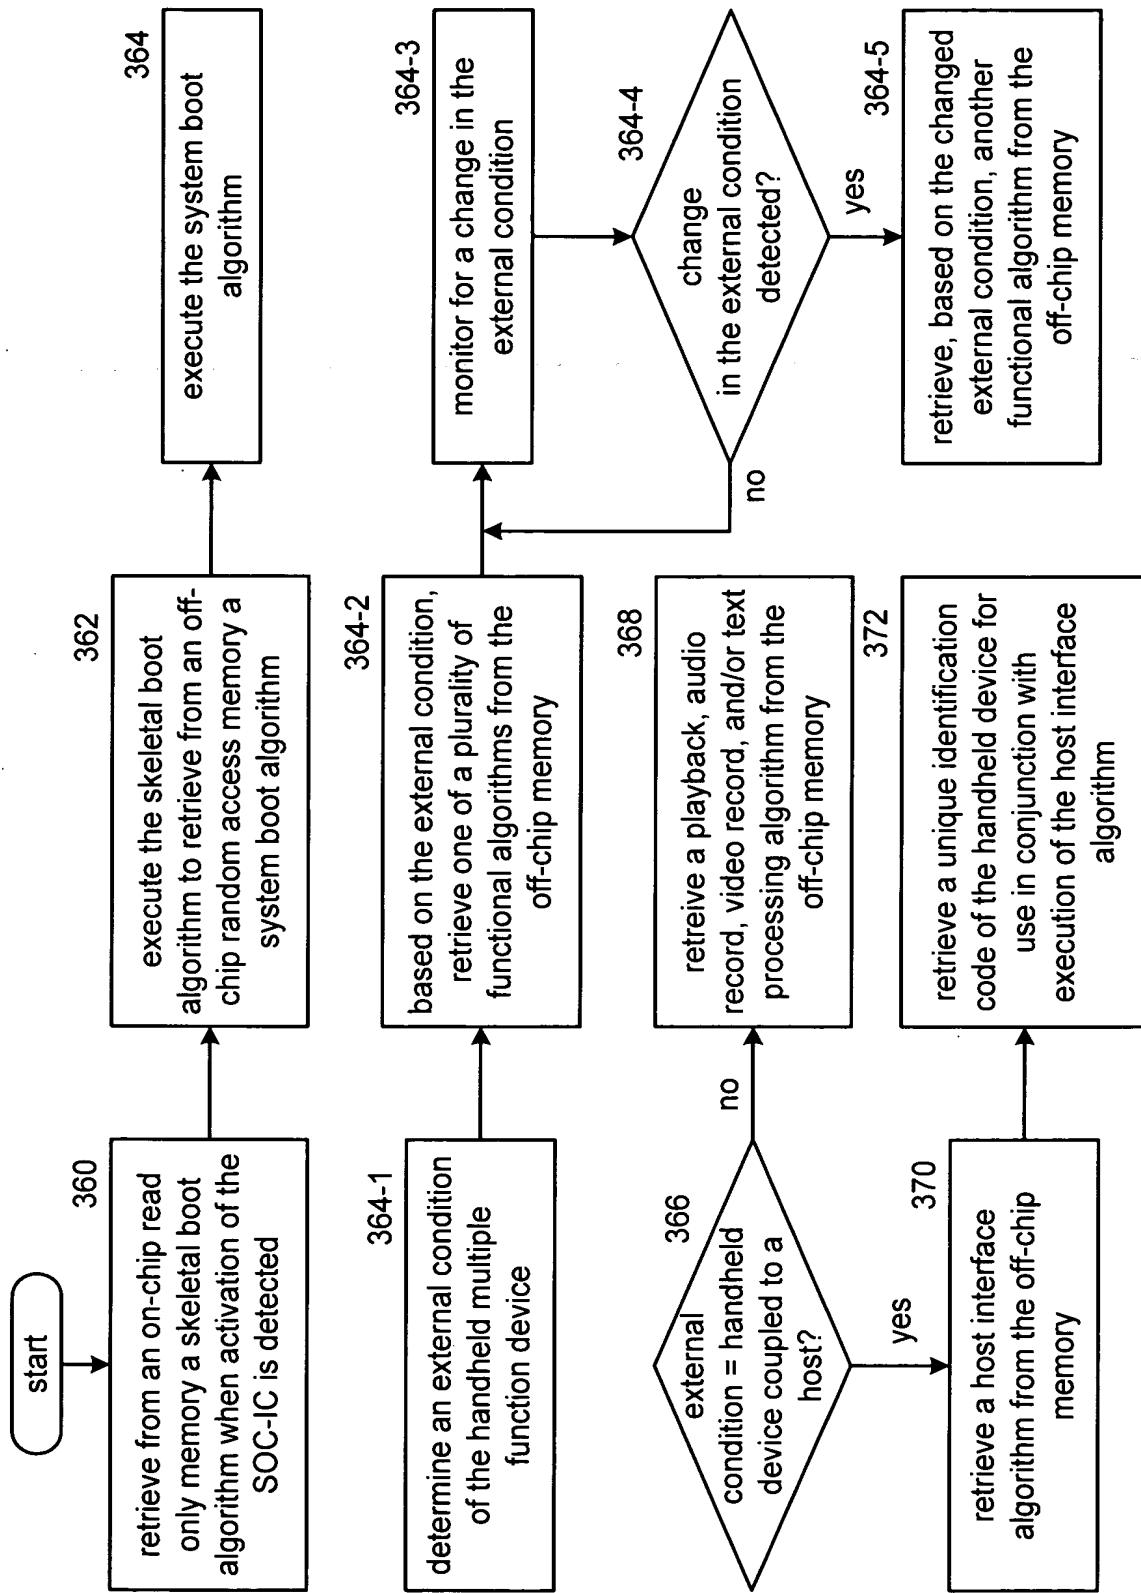 start
360
retrieve from an on-chip read
only memory a skeletal boot
algorithm when activation of the
SOC-IC is detected
362
execute the skeletal boot
algorithm to retrieve from an off-
chip random access memory a
system boot algorithm
364
execute the system boot
algorithm
364-1
determine an external condition
of the handheld multiple
function device
364-2
based on the external condition,
retrieve one of a plurality of
functional algorithms from the
off-chip memory
364-3
monitor for a change in the
external condition
364-4
change
in the external condition
detected?
no
yes
364-5
retrieve, based on the changed
external condition, another
functional algorithm from the
off-chip memory
366
external
condition = handheld
device coupled to a
host?
no
yes
368
retreive a playback, audio
record, video record, and/or text
processing algorithm from the
off-chip memory
370
retrieve a host interface
algorithm from the off-chip
memory
372
retrieve a unique identification
code of the handheld device for
use in conjunction with
execution of the host interface
algorithm